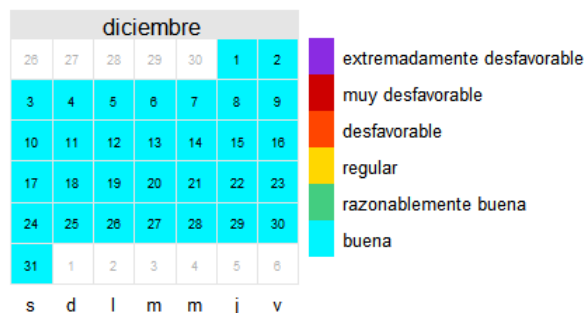 diciembre
26 27 28 29 30 1 2
3 4 5 6 7 8 9
10 11 12 13 14 15 16
17 18 19 20 21 22 23
24 25 26 27 28 29 30
31 1 2 3 4 5 6
s d l m m j v
extremadamente desfavorable
muy desfavorable
desfavorable
regular
razonablemente buena
buena